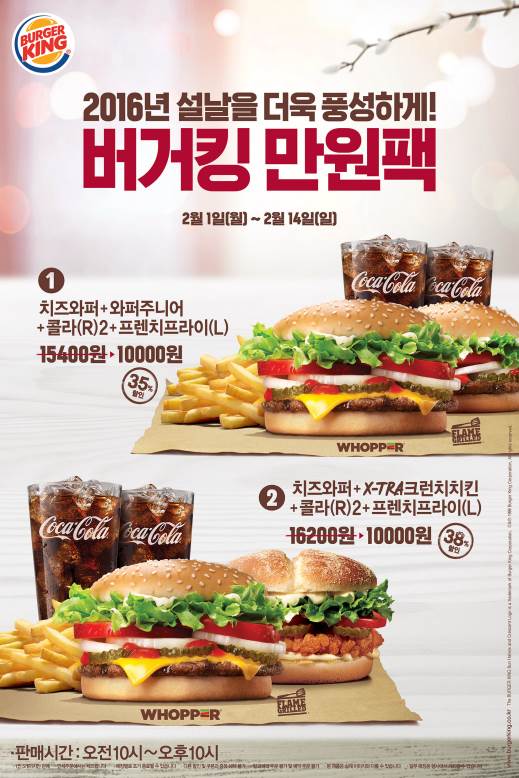 BURGER
KING
2016년 설날을 더욱 풍성하게!
버거킹 만원팩
2월 1일(월) ~ 2월 14일(일)
1
치즈와퍼+와퍼주니어
+콜라(R)2+프렌치프라이(L)
15400원 10000원
35%
할인
Coca-Cola
Coca-Cola
WHOPPER
FLAME
GRILLED
2
치즈와퍼+X-TRA크런치치킨
+콜라(R)2+프렌치프라이(L)
16200원 10000원
38%
할인
Coca-Cola
Coca-Cola
WHOPPER
FLAME
GRILLED
·판매시간 : 오전10시~오후10시
www.burgerking.co.kr